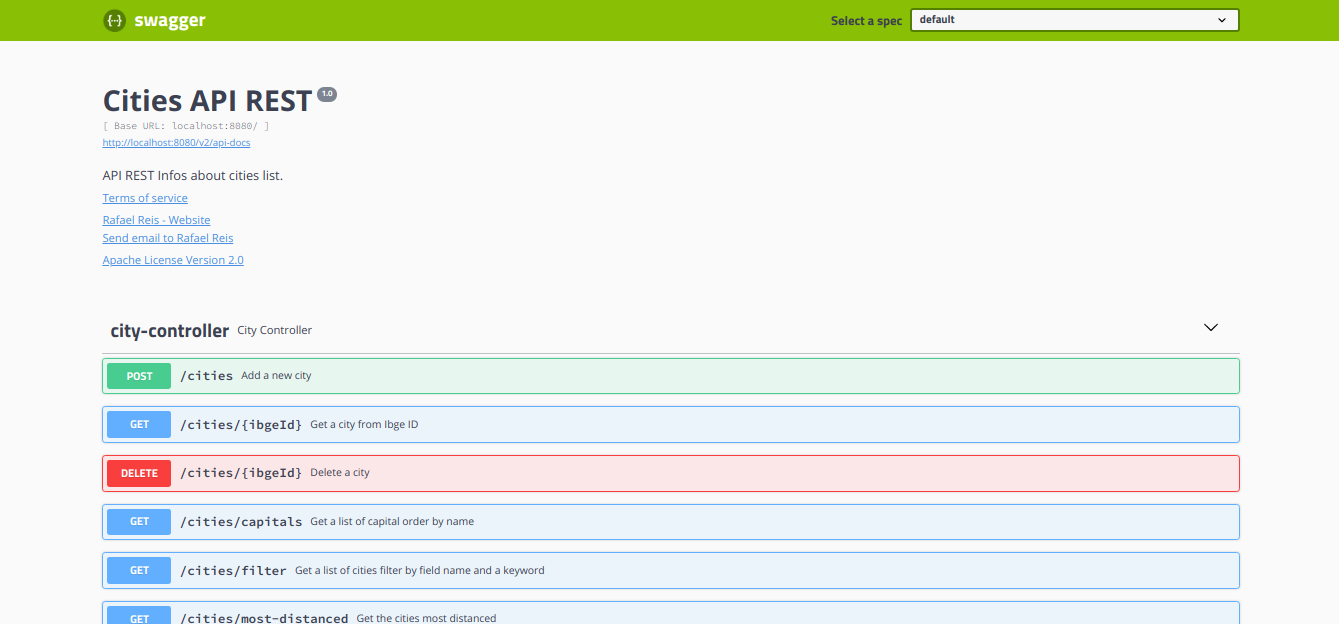 swagger Select a spec default
Cities API REST 1.0
[ Base URL: localhost:8080/ ]
http://localhost:8080/v2/api-docs
API REST Infos about cities list.
Terms of service
Rafael Reis - Website
Send email to Rafael Reis
Apache License Version 2.0
city-controller City Controller
POST /cities Add a new city
GET /cities/{ibgeId} Get a city from Ibge ID
DELETE /cities/{ibgeId} Delete a city
GET /cities/capitals Get a list of capital order by name
GET /cities/filter Get a list of cities filter by field name and a keyword
GET /cities/most-distanced Get the cities most distanced